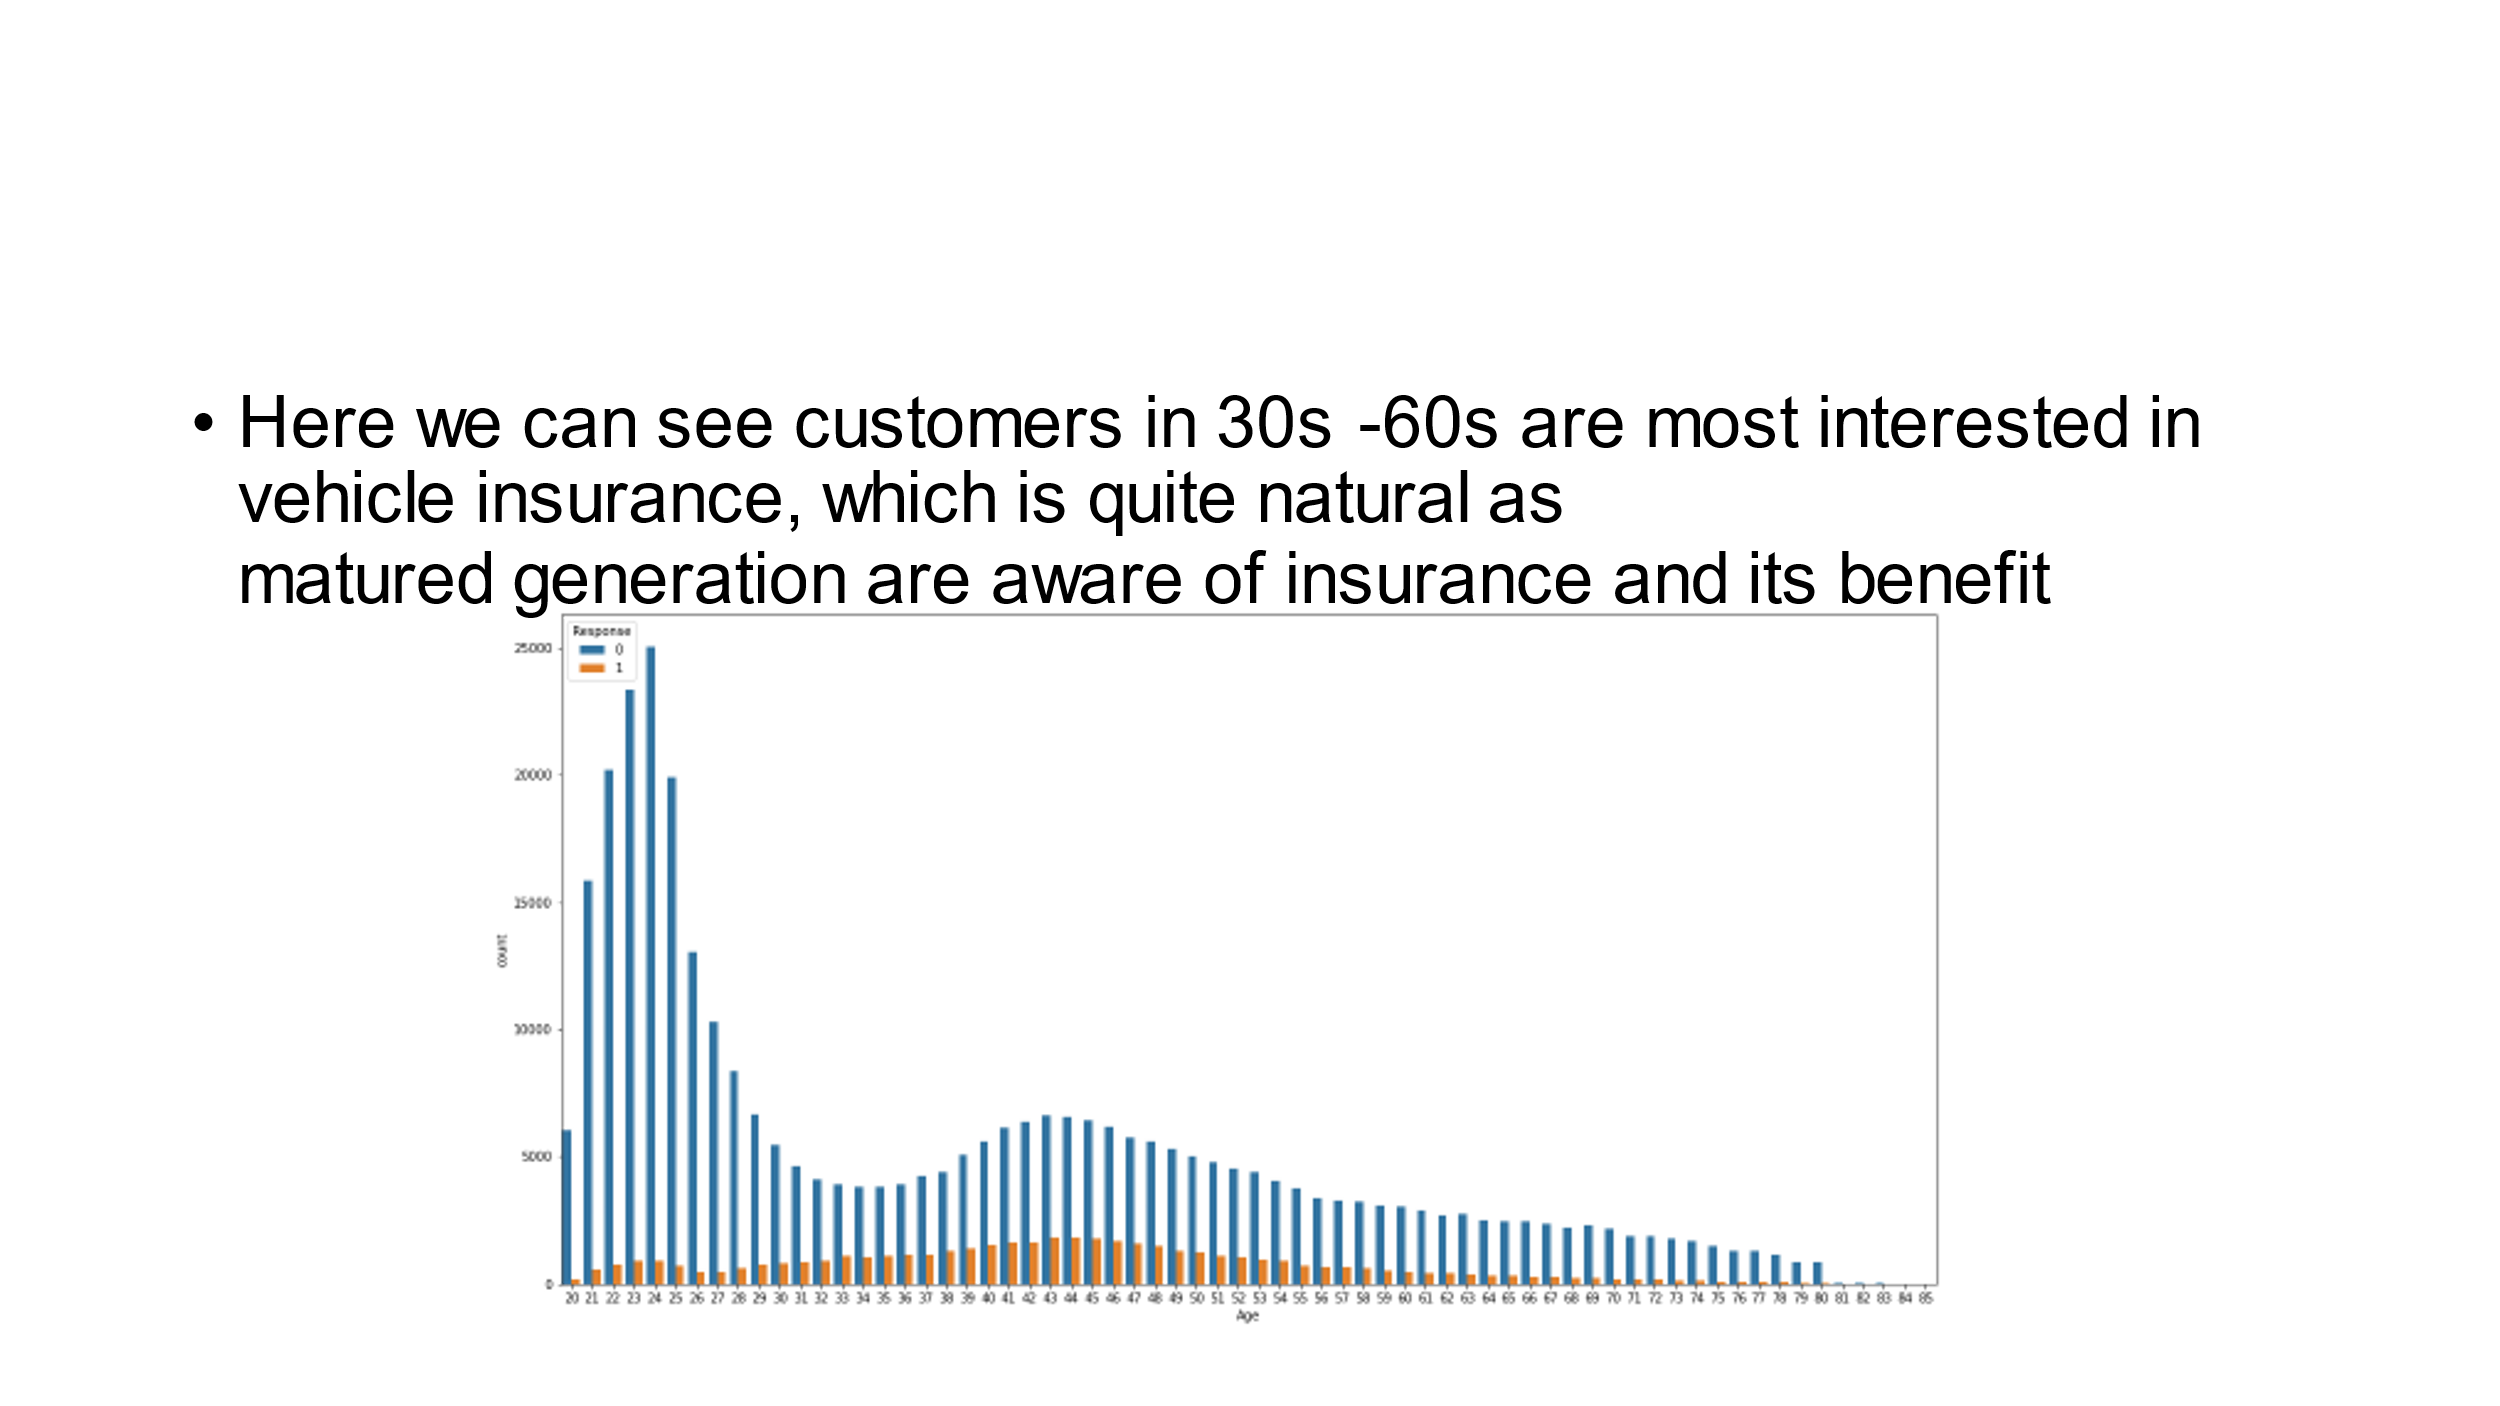 • Here we can see customers in 30s -60s are most interested in
vehicle insurance, which is quite natural as
matured generation are aware of insurance and its benefit
Response
0
1
25000
20000
15000
10000
5000
0
count
20 21 22 23 24 25 26 27 28 29 30 31 32 33 34 35 36 37 38 39 40 41 42 43 44 45 46 47 48 49 50 51 52 53 54 55 56 57 58 59 60 61 62 63 64 65 66 67 68 69 70 71 72 73 74 75 76 77 78 79 80 81 82 83 84 85
Age